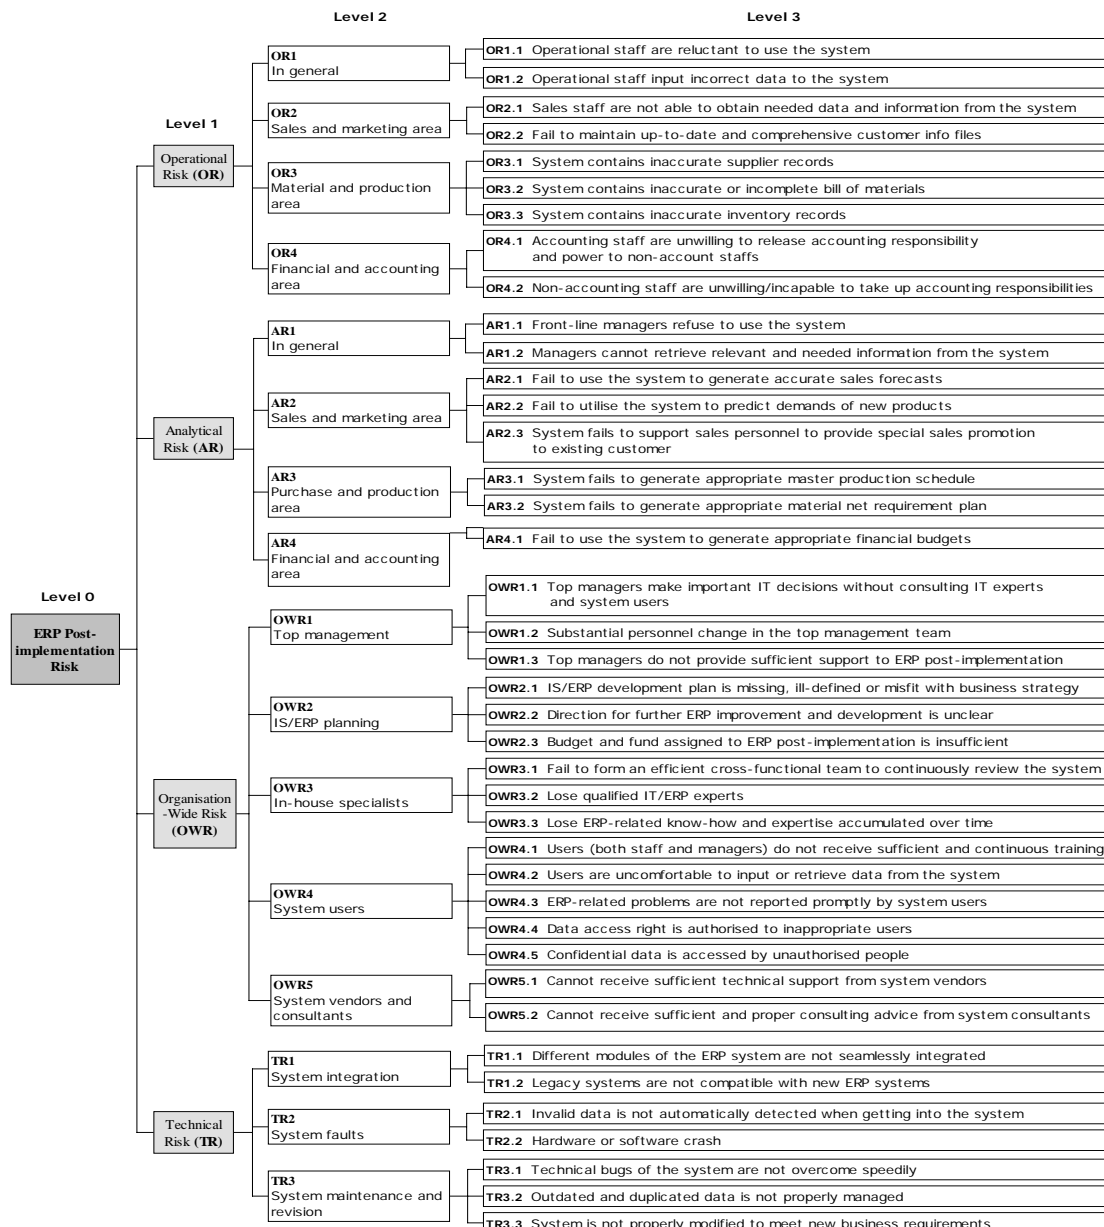 Level 2
Level 3
Level 1
Level 0
ERP Post-
implementation
Risk
Operational
Risk (OR)
OR1
In general
OR1.1 Operational staff are reluctant to use the system
OR1.2 Operational staff input incorrect data to the system
OR2
Sales and marketing area
OR2.1 Sales staff are not able to obtain needed data and information from the system
OR2.2 Fail to maintain up-to-date and comprehensive customer info files
OR3
Material and production
area
OR3.1 System contains inaccurate supplier records
OR3.2 System contains inaccurate or incomplete bill of materials
OR3.3 System contains inaccurate inventory records
OR4
Financial and accounting
area
OR4.1 Accounting staff are unwilling to release accounting responsibility
and power to non-account staffs
OR4.2 Non-accounting staff are unwilling/incapable to take up accounting responsibilities
Analytical
Risk (AR)
AR1
In general
AR1.1 Front-line managers refuse to use the system
AR1.2 Managers cannot retrieve relevant and needed information from the system
AR2
Sales and marketing area
AR2.1 Fail to use the system to generate accurate sales forecasts
AR2.2 Fail to utilise the system to predict demands of new products
AR2.3 System fails to support sales personnel to provide special sales promotion
to existing customer
AR3
Purchase and production
area
AR3.1 System fails to generate appropriate master production schedule
AR3.2 System fails to generate appropriate material net requirement plan
AR4
Financial and accounting
area
AR4.1 Fail to use the system to generate appropriate financial budgets
Organisation
-Wide Risk
(OWR)
OWR1
Top management
OWR1.1 Top managers make important IT decisions without consulting IT experts
and system users
OWR1.2 Substantial personnel change in the top management team
OWR1.3 Top managers do not provide sufficient support to ERP post-implementation
OWR2
IS/ERP planning
OWR2.1 IS/ERP development plan is missing, ill-defined or misfit with business strategy
OWR2.2 Direction for further ERP improvement and development is unclear
OWR2.3 Budget and fund assigned to ERP post-implementation is insufficient
OWR3
In-house specialists
OWR3.1 Fail to form an efficient cross-functional team to continuously review the system
OWR3.2 Lose qualified IT/ERP experts
OWR3.3 Lose ERP-related know-how and expertise accumulated over time
OWR4
System users
OWR4.1 Users (both staff and managers) do not receive sufficient and continuous training
OWR4.2 Users are uncomfortable to input or retrieve data from the system
OWR4.3 ERP-related problems are not reported promptly by system users
OWR4.4 Data access right is authorised to inappropriate users
OWR4.5 Confidential data is accessed by unauthorised people
OWR5
System vendors and
consultants
OWR5.1 Cannot receive sufficient technical support from system vendors
OWR5.2 Cannot receive sufficient and proper consulting advice from system consultants
Technical
Risk (TR)
TR1
System integration
TR1.1 Different modules of the ERP system are not seamlessly integrated
TR1.2 Legacy systems are not compatible with new ERP systems
TR2
System faults
TR2.1 Invalid data is not automatically detected when getting into the system
TR2.2 Hardware or software crash
TR3
System maintenance and
revision
TR3.1 Technical bugs of the system are not overcome speedily
TR3.2 Outdated and duplicated data is not properly managed
TR3.3 System is not properly modified to meet new business requirements